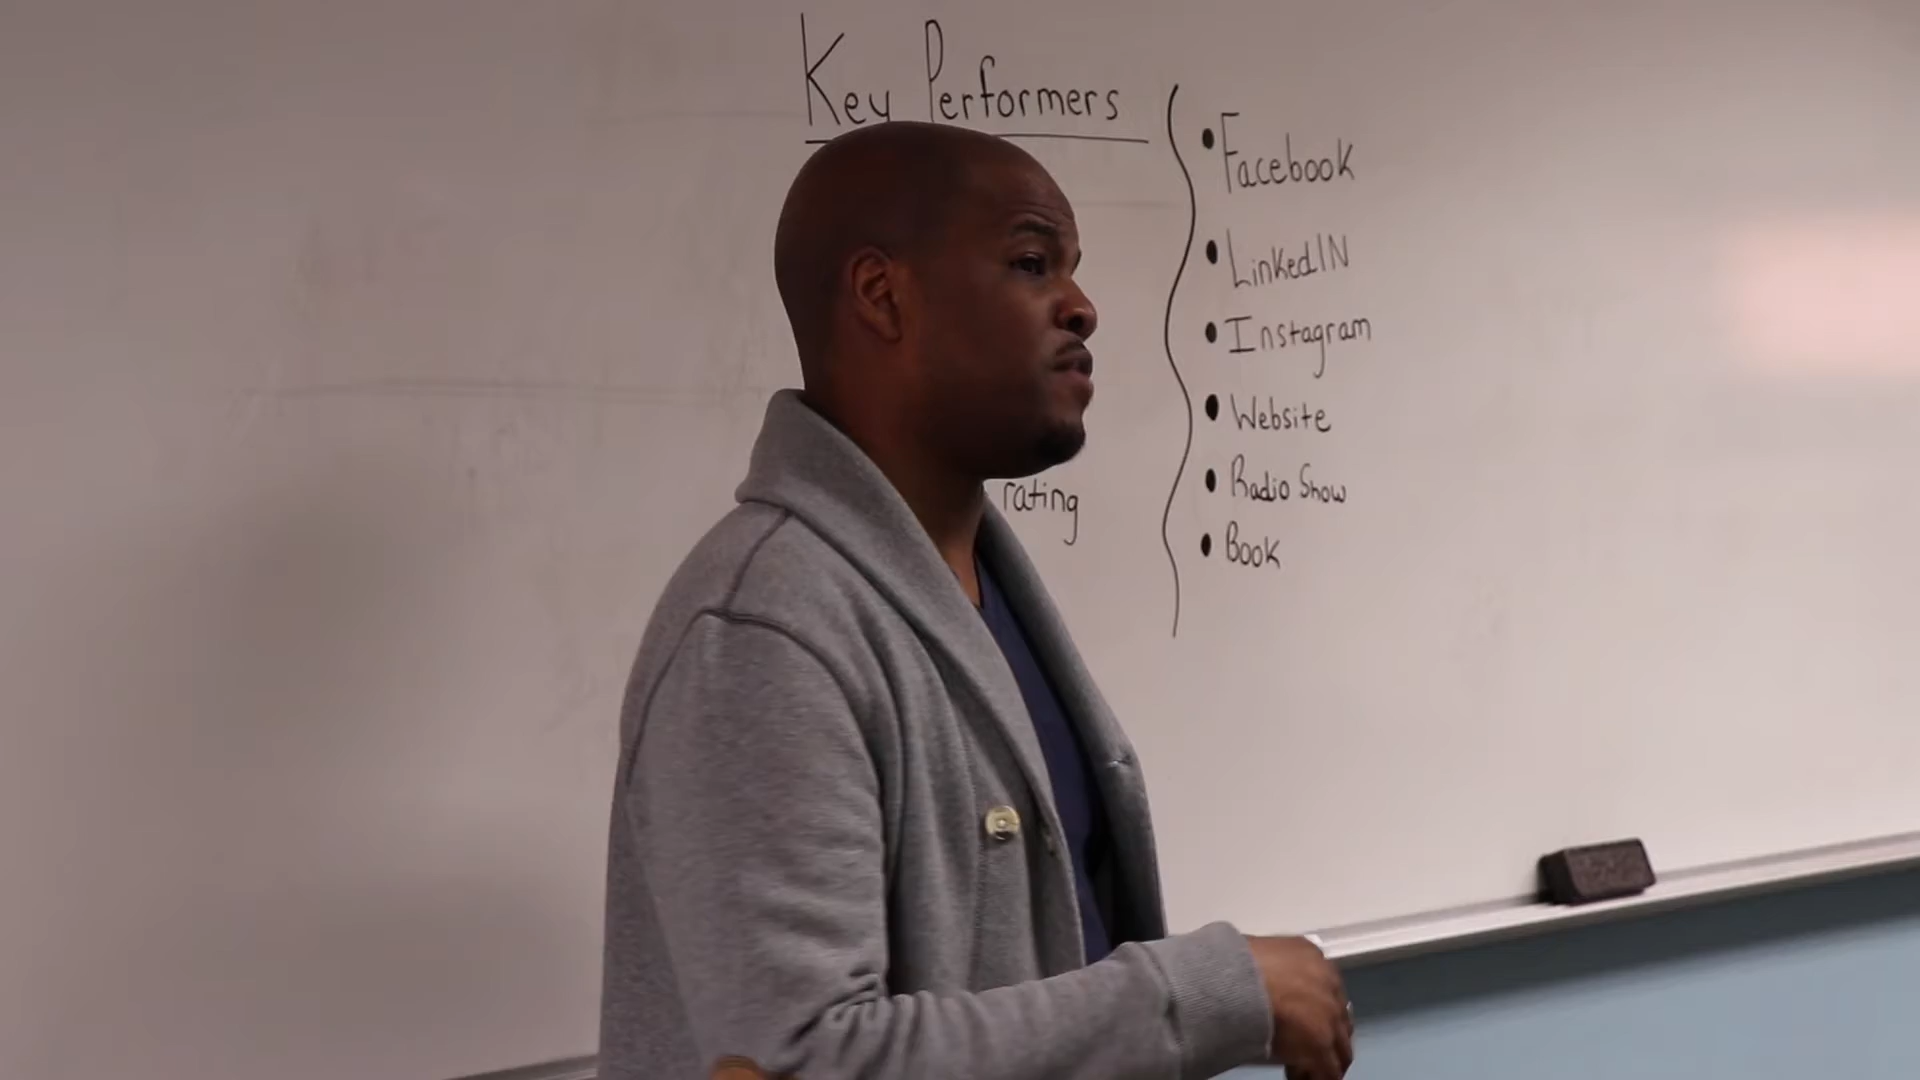 Key Performers
rating
• Facebook
• LinkedIN
• Instagram
• Website
• Radio Show
• Book